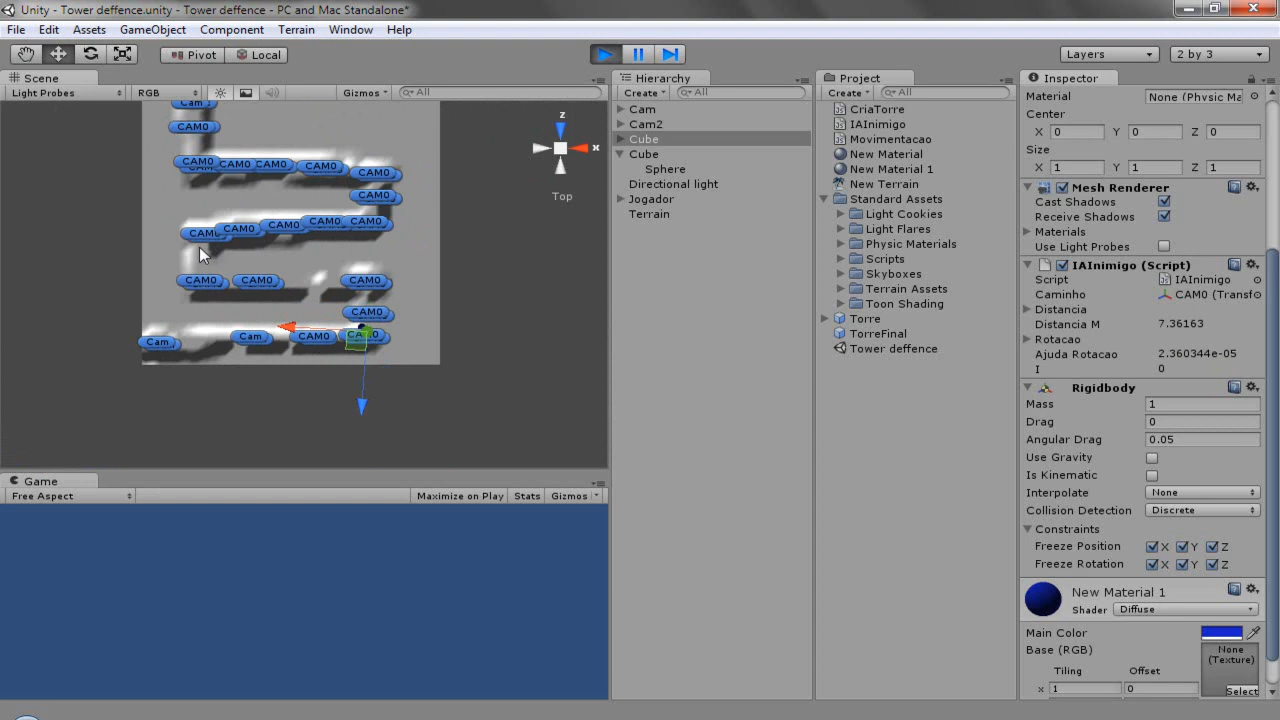 Unity - Tower deffence.unity - Tower deffence - PC and Mac Standalone*
File Edit Assets GameObject Component Terrain Window Help
Pivot Local Layers 2 by 3
Scene
Light Probes RGB Gizmos All
Cam
CAM0
CAM0 CAM0 CAM0 CAM0 CAM0
CAM0
CAM0 CAM0 CAM0 CAM0 CAM0
CAM0 CAM0 CAM0
CAM0
Cam Cam CAM0
z
x
Top
Game
Free Aspect Maximize on Play Stats Gizmos
Hierarchy
Create All
Cam
Cam2
Cube
Cube
Sphere
Directional light
Jogador
Terrain
Project
Create All
CriaTorre
IAInimigo
Movimentacao
New Material
New Material 1
New Terrain
Standard Assets
Light Cookies
Light Flares
Physic Materials
Scripts
Skyboxes
Terrain Assets
Toon Shading
Torre
TorreFinal
Tower deffence
Inspector
Material None (Physic Ma
Center
X 0 Y 0 Z 0
Size
X 1 Y 1 Z 1
Mesh Renderer
Cast Shadows
Receive Shadows
Materials
Use Light Probes
IAInimigo (Script)
Script IAInimigo
Caminho CAM0 (Transf
Distancia
Distancia M 7.36163
Rotacao
Ajuda Rotacao 2.360344e-05
I 0
Rigidbody
Mass 1
Drag 0
Angular Drag 0.05
Use Gravity
Is Kinematic
Interpolate None
Collision Detection Discrete
Constraints
Freeze Position X Y Z
Freeze Rotation X Y Z
New Material 1
Shader Diffuse
Main Color
Base (RGB) None
(Texture)
Tiling Offset
x 1 0 Select